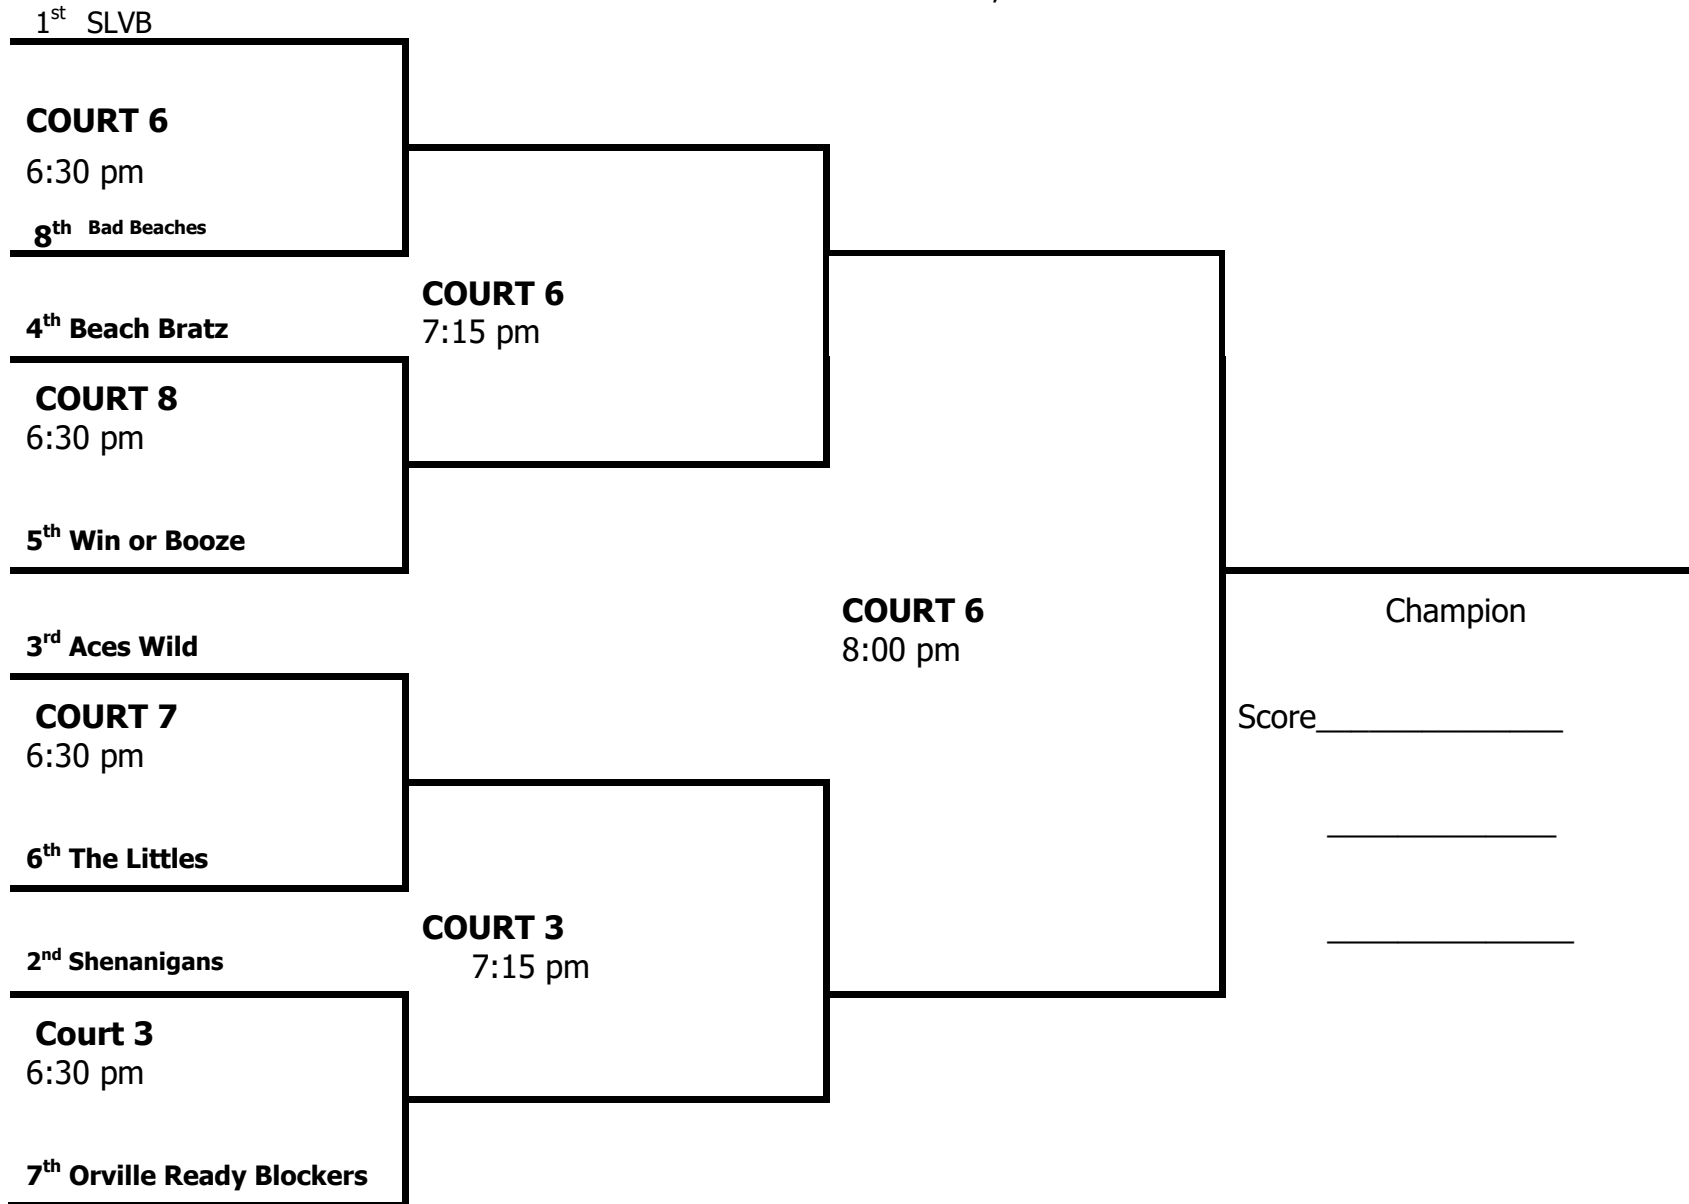 1st SLVB
COURT 6
6:30 pm
8th Bad Beaches
COURT 6
7:15 pm
4th Beach Bratz
COURT 8
6:30 pm
5th Win or Booze
COURT 6
8:00 pm
Champion
3rd Aces Wild
COURT 7
6:30 pm
Score______________
_____________
______________
6th The Littles
COURT 3
7:15 pm
2nd Shenanigans
Court 3
6:30 pm
7th Orville Ready Blockers